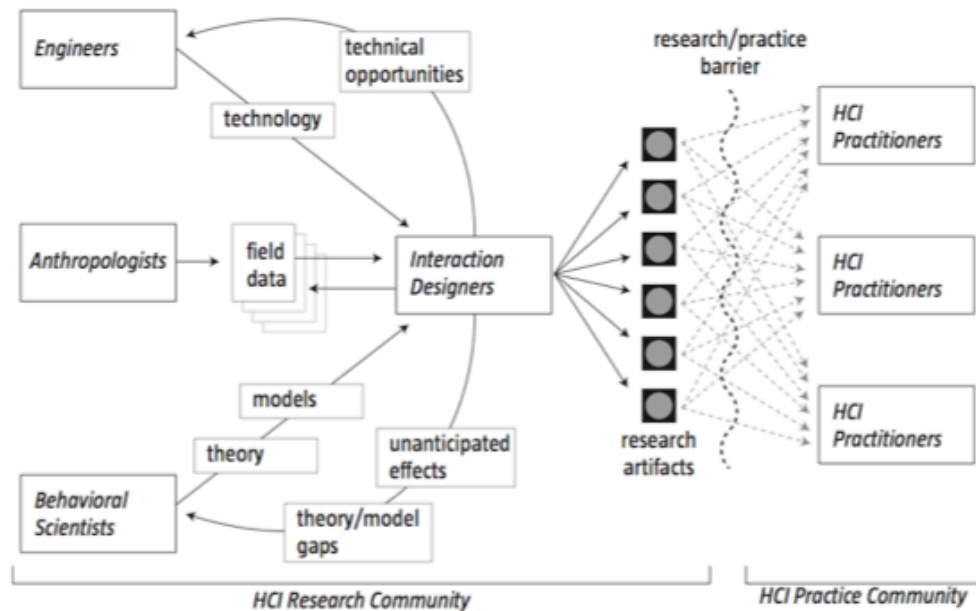 Engineers
technical
opportunities
research/practice
barrier
technology
HCI
Practitioners
Anthropologists
field
data
Interaction
Designers
HCI
Practitioners
models
theory
unanticipated
effects
research
artifacts
HCI
Practitioners
Behavioral
Scientists
theory/model
gaps
HCI Research Community
HCI Practice Community